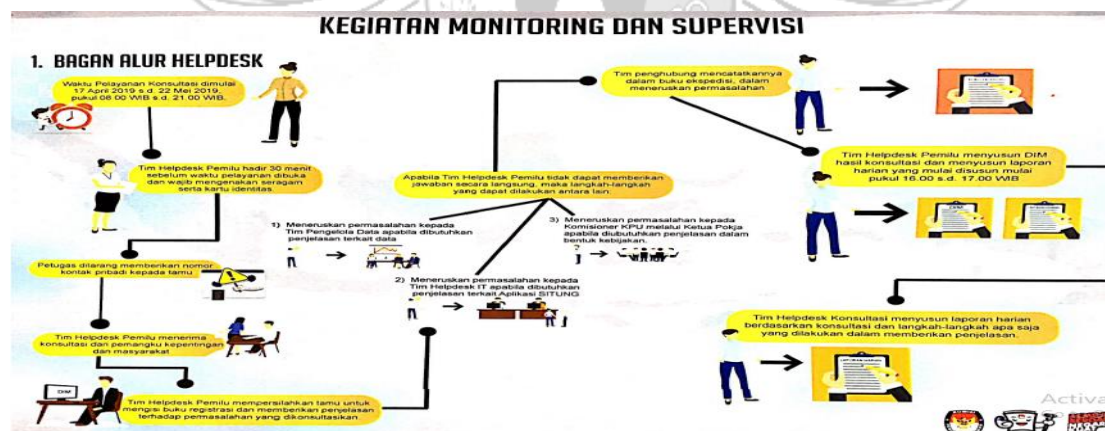 KEGIATAN MONITORING DAN SUPERVISI
1. BAGAN ALUR HELPDESK
Waktu Pelayanan Konsultasi dimulai
17 April 2019 s.d. 22 Mei 2019,
pukul 08.00 WIB s.d. 21.00 WIB.
Tim Helpdesk Pemilu hadir 30 menit
sebelum waktu pelayanan dibuka
dan wajib mengenakan seragam
serta kartu identitas.
Petugas dilarang memberikan nomor
kontak pribadi kepada tamu
Tim Helpdesk Pemilu menerima
konsultasi dan pemangku kepentingan
dan masyarakat
Tim Helpdesk Pemilu mempersilahkan tamu untuk
mengisi buku registrasi dan memberikan penjelasan
terhadap permasalahan yang dikonsultasikan.
Apabila Tim Helpdesk Pemilu tidak dapat memberikan
jawaban secara langsung, maka langkah-langkah
yang dapat dilakukan antara lain:
1) Meneruskan permasalahan kepada
Tim Pengelola Data apabila dibutuhkan
penjelasan terkait data
2) Meneruskan permasalahan kepada
Tim Helpdesk IT apabila dibutuhkan
penjelasan terkait Aplikasi SITUNG
3) Meneruskan permasalahan kepada
Komisioner KPU melalui Ketua Pokja
apabila diubutuhkan penjelasan dalam
bentuk kebijakan.
Tim penghubung mencatatkannya
dalam buku ekspedisi, dalam
meneruskan permasalahan.
Tim Helpdesk Pemilu menyusun DIM
hasil konsultasi dan menyusun laporan
harian yang mulai disusun mulai
pukul 16.00 s.d. 17.00 WIB
Tim Helpdesk Konsultasi menyusun laporan harian
berdasarkan konsultasi dan langkah-langkah apa saja
yang dilakukan dalam memberikan penjelasan.
Activa